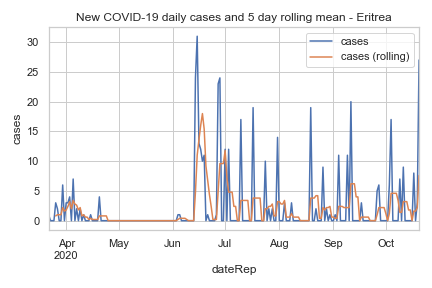 New COVID-19 daily cases and 5 day rolling mean - Eritrea
cases
cases (rolling)
30
25
20
15
10
5
0
cases
Apr May Jun Jul Aug Sep Oct
2020
dateRep